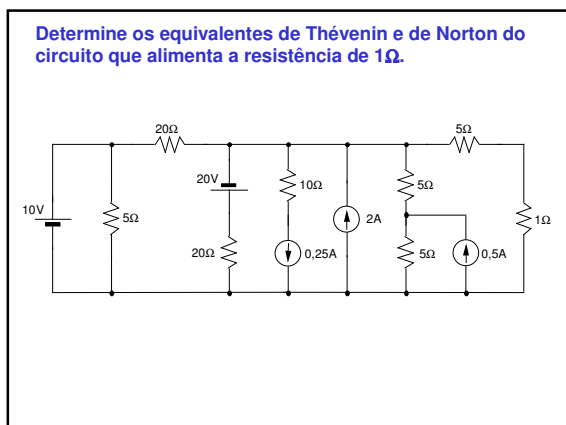 Determine os equivalentes de Thévenin e de Norton do
circuito que alimenta a resistência de 1Ω.
20Ω
5Ω
20V
10Ω
5Ω
10V
5Ω
2A
1Ω
20Ω
0,25A
5Ω
0,5A